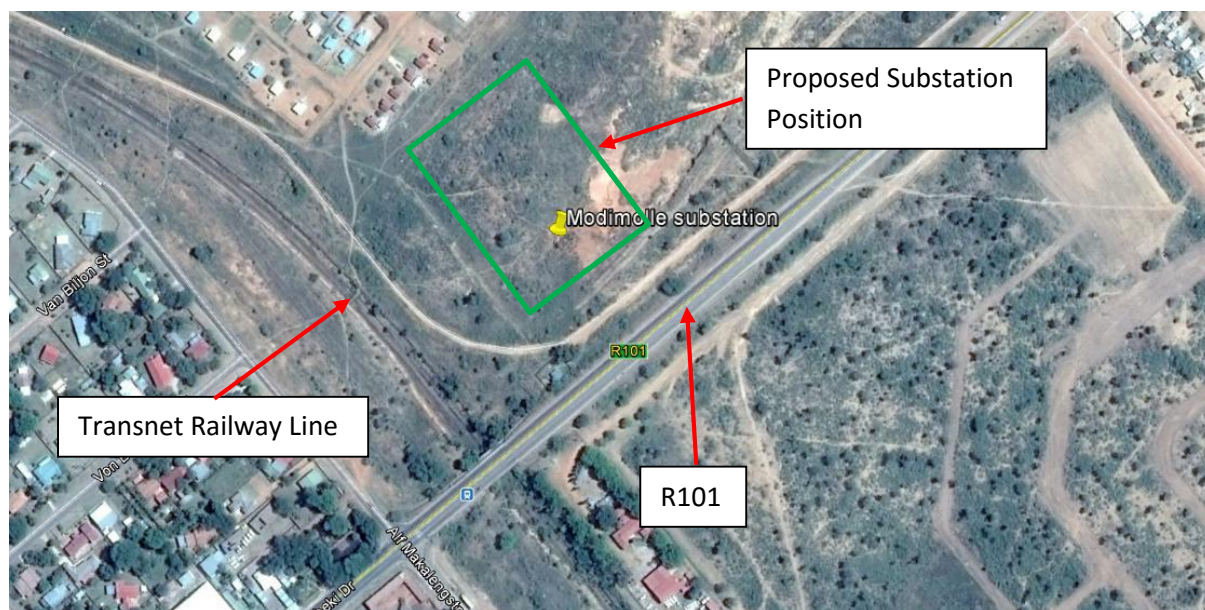 Proposed Substation
Position
Modimolle substation
Van Biljon St
R101
Transnet Railway Line
R101